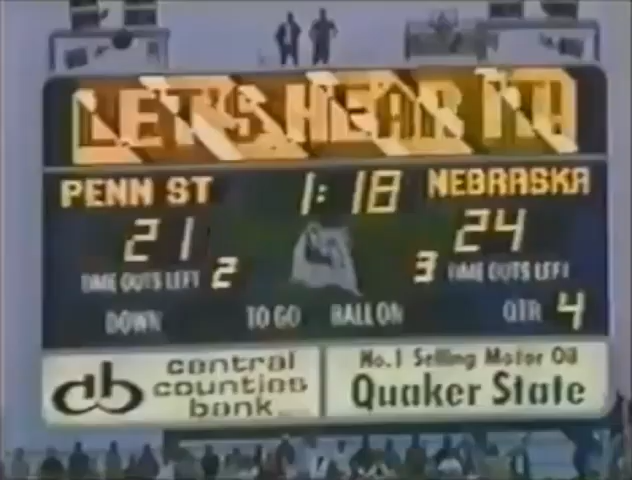 LET'S HEAR IT!
PENN ST 1:18 NEBRASKA
21 24
TIME OUTS LEFT 2 3 TIME OUTS LEFT
DOWN TO GO BALL ON QTR 4
central
counties
bank
No.1 Selling Motor Oil
Quaker State